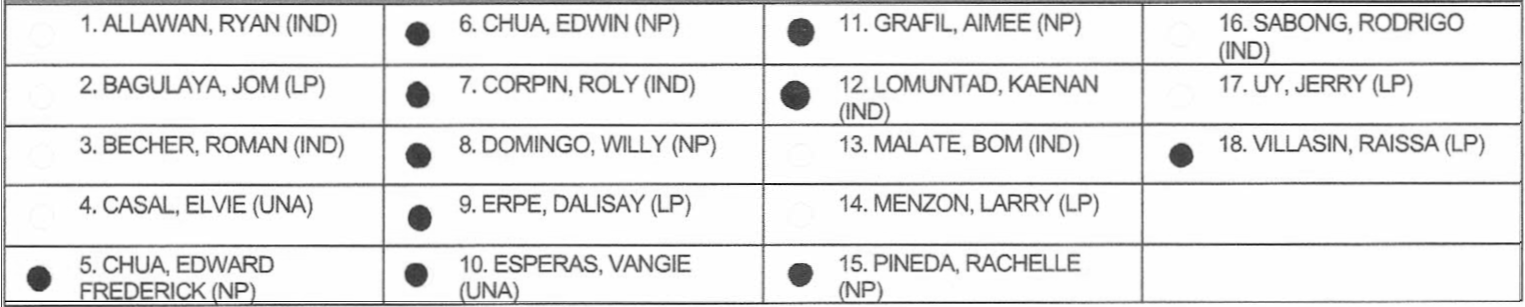 1. ALLAWAN, RYAN (IND)
2. BAGULAYA, JOM (LP)
3. BECHER, ROMAN (IND)
4. CASAL, ELVIE (UNA)
5. CHUA, EDWARD
FREDERICK (NP)
6. CHUA, EDWIN (NP)
7. CORPIN, ROLY (IND)
8. DOMINGO, WILLY (NP)
9. ERPE, DALISAY (LP)
10. ESPERAS, VANGIE
(UNA)
11. GRAFIL, AIMEE (NP)
12. LOMUNTAD, KAENAN
(IND)
13. MALATE, BOM (IND)
14. MENZON, LARRY (LP)
15. PINEDA, RACHELLE
(NP)
16. SABONG, RODRIGO
(IND)
17. UY, JERRY (LP)
18. VILLASIN, RAISSA (LP)